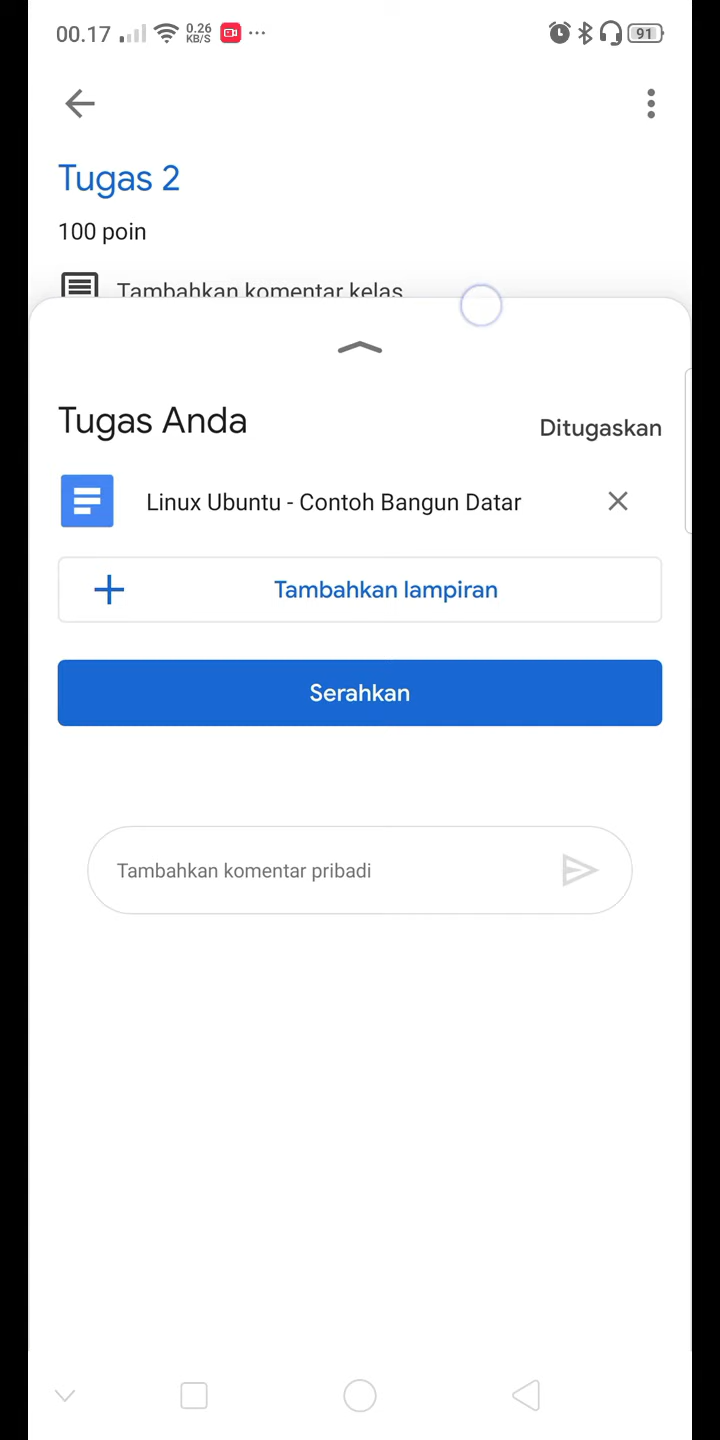 00.17 0.26 KB/S ... 91
Tugas 2
100 poin
Tambahkan komentar kelas
Tugas Anda
Ditugaskan
Linux Ubuntu - Contoh Bangun Datar
Tambahkan lampiran
Serahkan
Tambahkan komentar pribadi